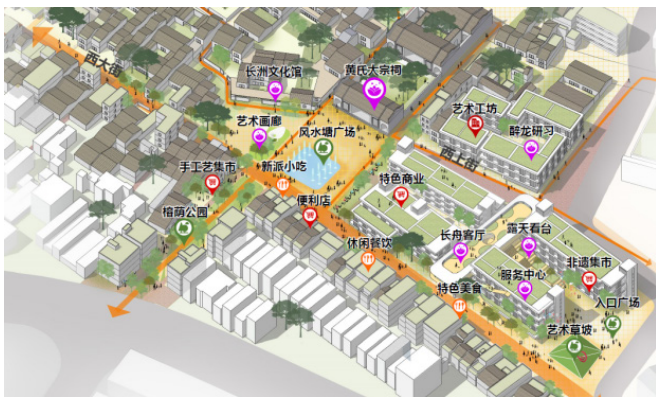 西大街
长洲文化馆
黄氏大宗祠
艺术工坊
醉龙研习
艺术画廊
风水塘广场
西上街
手工艺集市
新派小吃
特色商业
便利店
榕荫公园
休闲餐饮
长舟客厅
露天看台
服务中心
非遗集市
特色美食
入口广场
艺术草坡